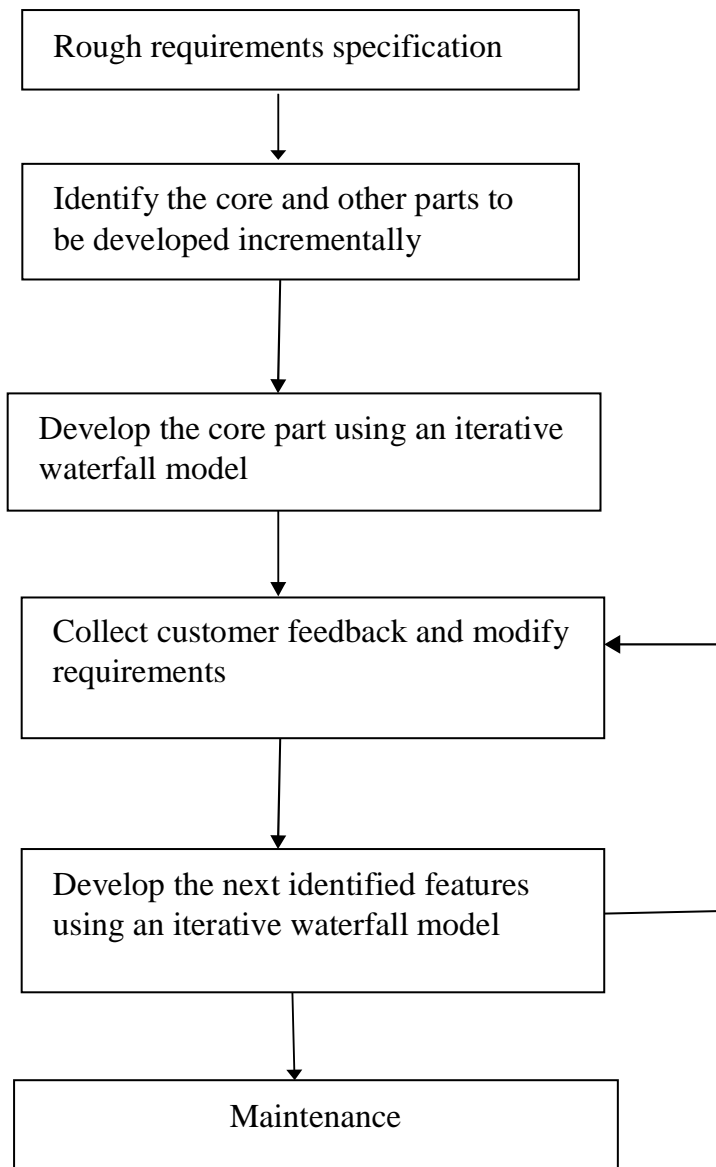 Rough requirements specification
Identify the core and other parts to
be developed incrementally
Develop the core part using an iterative
waterfall model
Collect customer feedback and modify
requirements
Develop the next identified features
using an iterative waterfall model
Maintenance